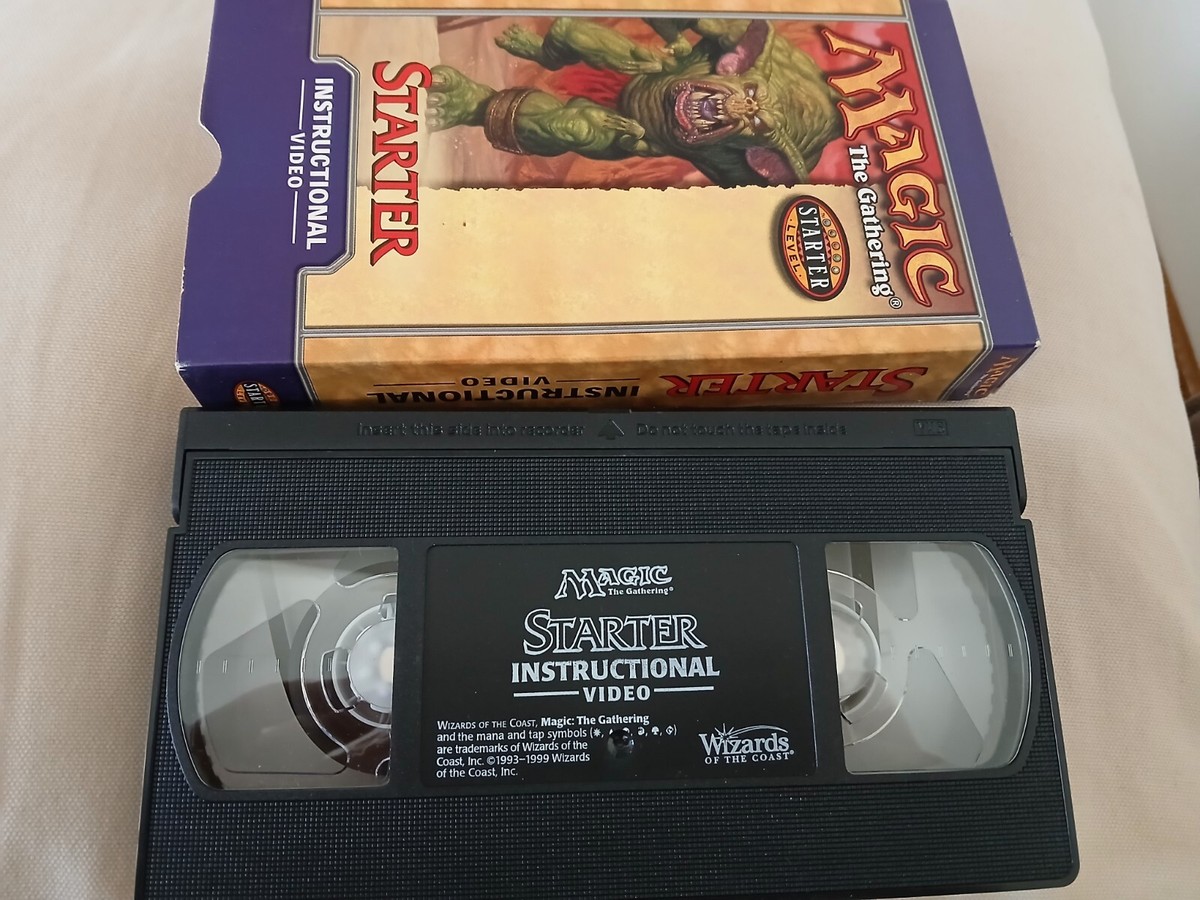 MAGIC
The Gathering®
STARTER
LEVEL
STARTER
INSTRUCTIONAL
VIDEO
STARTER
INSTRUCTIONAL
VIDEO
Insert this side into recorder
Do not touch the tape inside
VHS
MAGIC
The Gathering®
STARTER
INSTRUCTIONAL
VIDEO
WIZARDS OF THE COAST, Magic: The Gathering
and the mana and tap symbols
are trademarks of Wizards of the
Coast, Inc. ©1993–1999 Wizards
of the Coast, Inc.
Wizards
OF THE COAST®